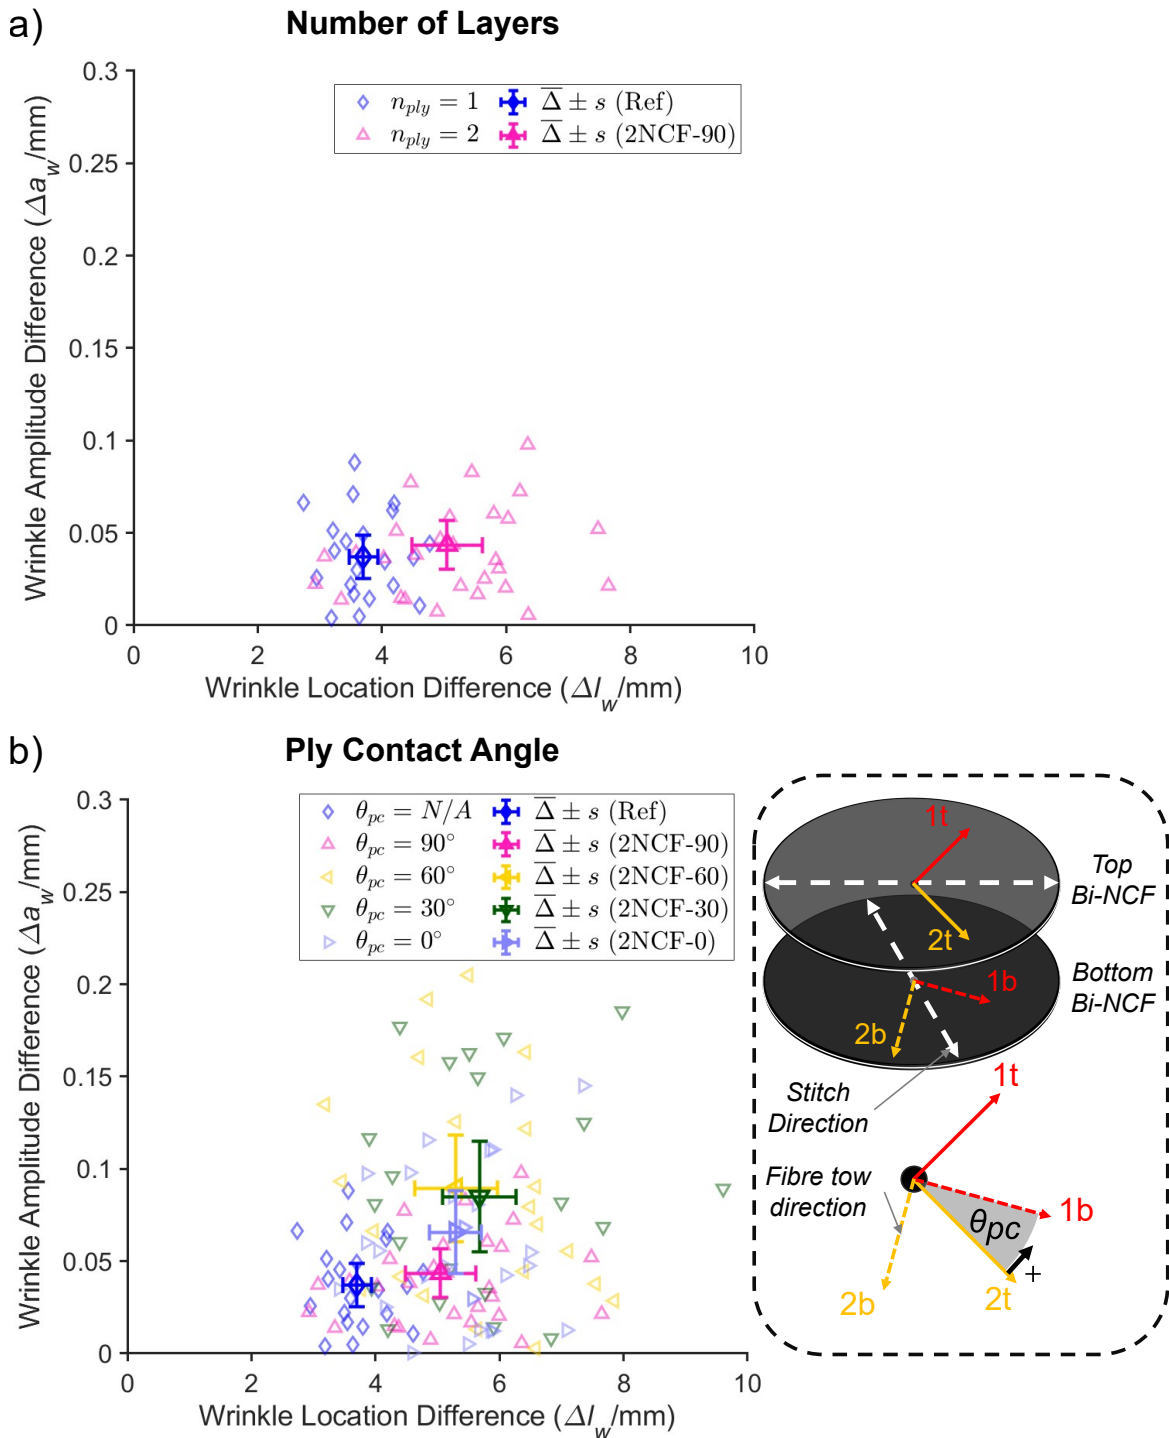 a)
Number of Layers
Wrinkle Amplitude Difference (Δa_w/mm)
0.3
0.25
0.2
0.15
0.1
0.05
0
n_ply = 1   Δ̅ ± s (Ref)
n_ply = 2   Δ̅ ± s (2NCF-90)
0 2 4 6 8 10
Wrinkle Location Difference (Δl_w/mm)
b)
Ply Contact Angle
Wrinkle Amplitude Difference (Δa_w/mm)
0.3
0.25
0.2
0.15
0.1
0.05
0
θ_pc = N/A   Δ̅ ± s (Ref)
θ_pc = 90°   Δ̅ ± s (2NCF-90)
θ_pc = 60°   Δ̅ ± s (2NCF-60)
θ_pc = 30°   Δ̅ ± s (2NCF-30)
θ_pc = 0°   Δ̅ ± s (2NCF-0)
0 2 4 6 8 10
Wrinkle Location Difference (Δl_w/mm)
1t
Top
Bi-NCF
2t
1b
Bottom
Bi-NCF
2b
Stitch
Direction
1t
Fibre tow
direction
1b
θpc
+
2t
2b